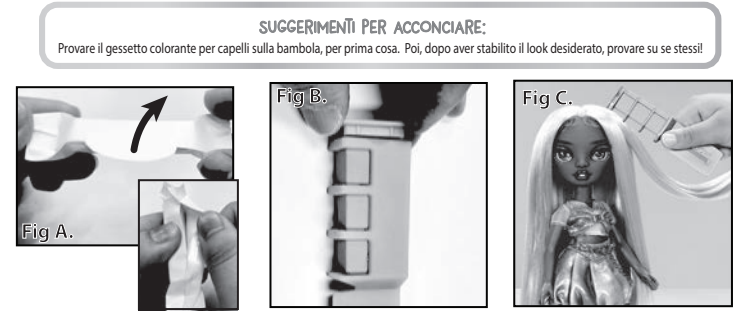 SUGGERIMENTI PER ACCONCIARE:
Provare il gessetto colorante per capelli sulla bambola, per prima cosa. Poi, dopo aver stabilito il look desiderato, provare su se stessi!
Fig A.
Fig B.
Fig C.